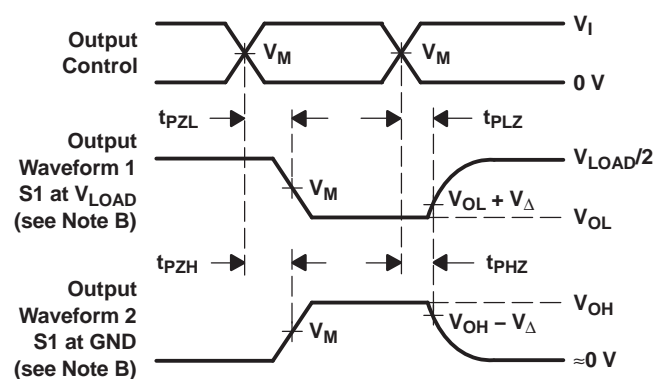 Output
Control
V_M
V_M
V_I
0 V
t_PZL
t_PLZ
Output
Waveform 1
S1 at V_LOAD
(see Note B)
V_M
V_LOAD/2
V_OL + V_Δ
V_OL
t_PZH
t_PHZ
Output
Waveform 2
S1 at GND
(see Note B)
V_M
V_OH
V_OH − V_Δ
≈0 V